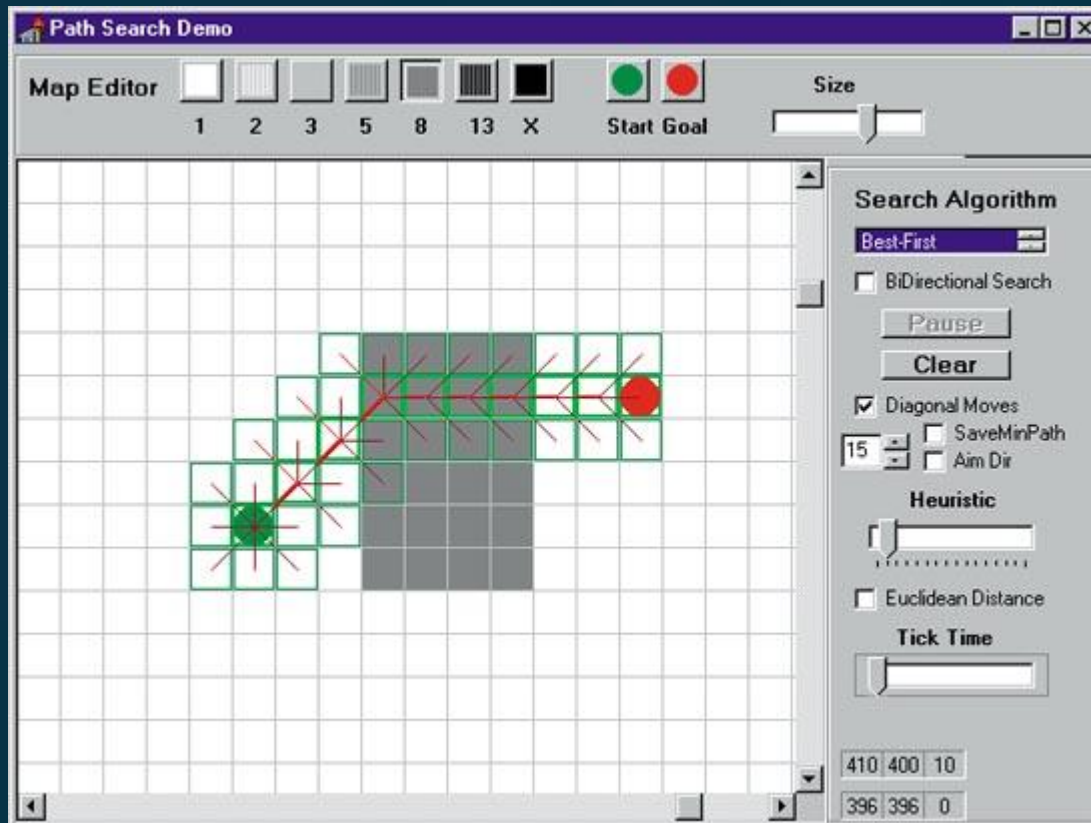 Path Search Demo
Map Editor
1 2 3 5 8 13 X
Start Goal
Size
Search Algorithm
Best-First
BiDirectional Search
Pause
Clear
Diagonal Moves
15
SaveMinPath
Aim Dir
Heuristic
Euclidean Distance
Tick Time
410 400 10
396 396 0